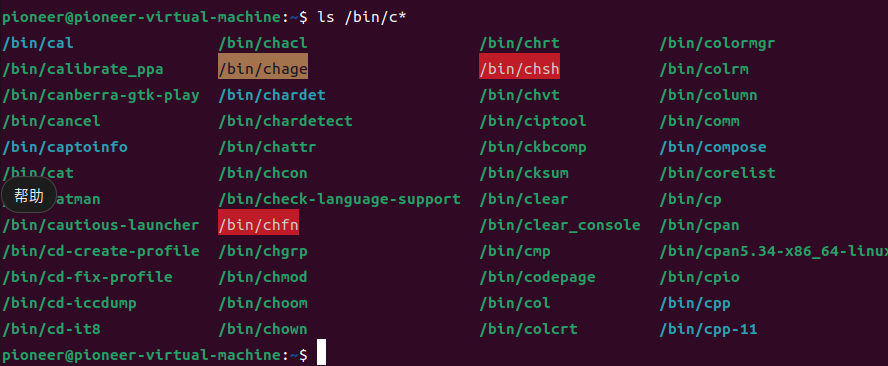 pioneer@pioneer-virtual-machine:~$ ls /bin/c*
/bin/cal /bin/chacl /bin/chrt /bin/colormgr
/bin/calibrate_ppa /bin/chage /bin/chsh /bin/colrm
/bin/canberra-gtk-play /bin/chardet /bin/chvt /bin/column
/bin/cancel /bin/chardetect /bin/ciptool /bin/comm
/bin/captoinfo /bin/chattr /bin/ckbcomp /bin/compose
/bin/cat /bin/chcon /bin/cksum /bin/corelist
帮助 atman /bin/check-language-support /bin/clear /bin/cp
/bin/cautious-launcher /bin/chfn /bin/clear_console /bin/cpan
/bin/cd-create-profile /bin/chgrp /bin/cmp /bin/cpan5.34-x86_64-linux
/bin/cd-fix-profile /bin/chmod /bin/codepage /bin/cpio
/bin/cd-iccdump /bin/choom /bin/col /bin/cpp
/bin/cd-it8 /bin/chown /bin/colcrt /bin/cpp-11
pioneer@pioneer-virtual-machine:~$